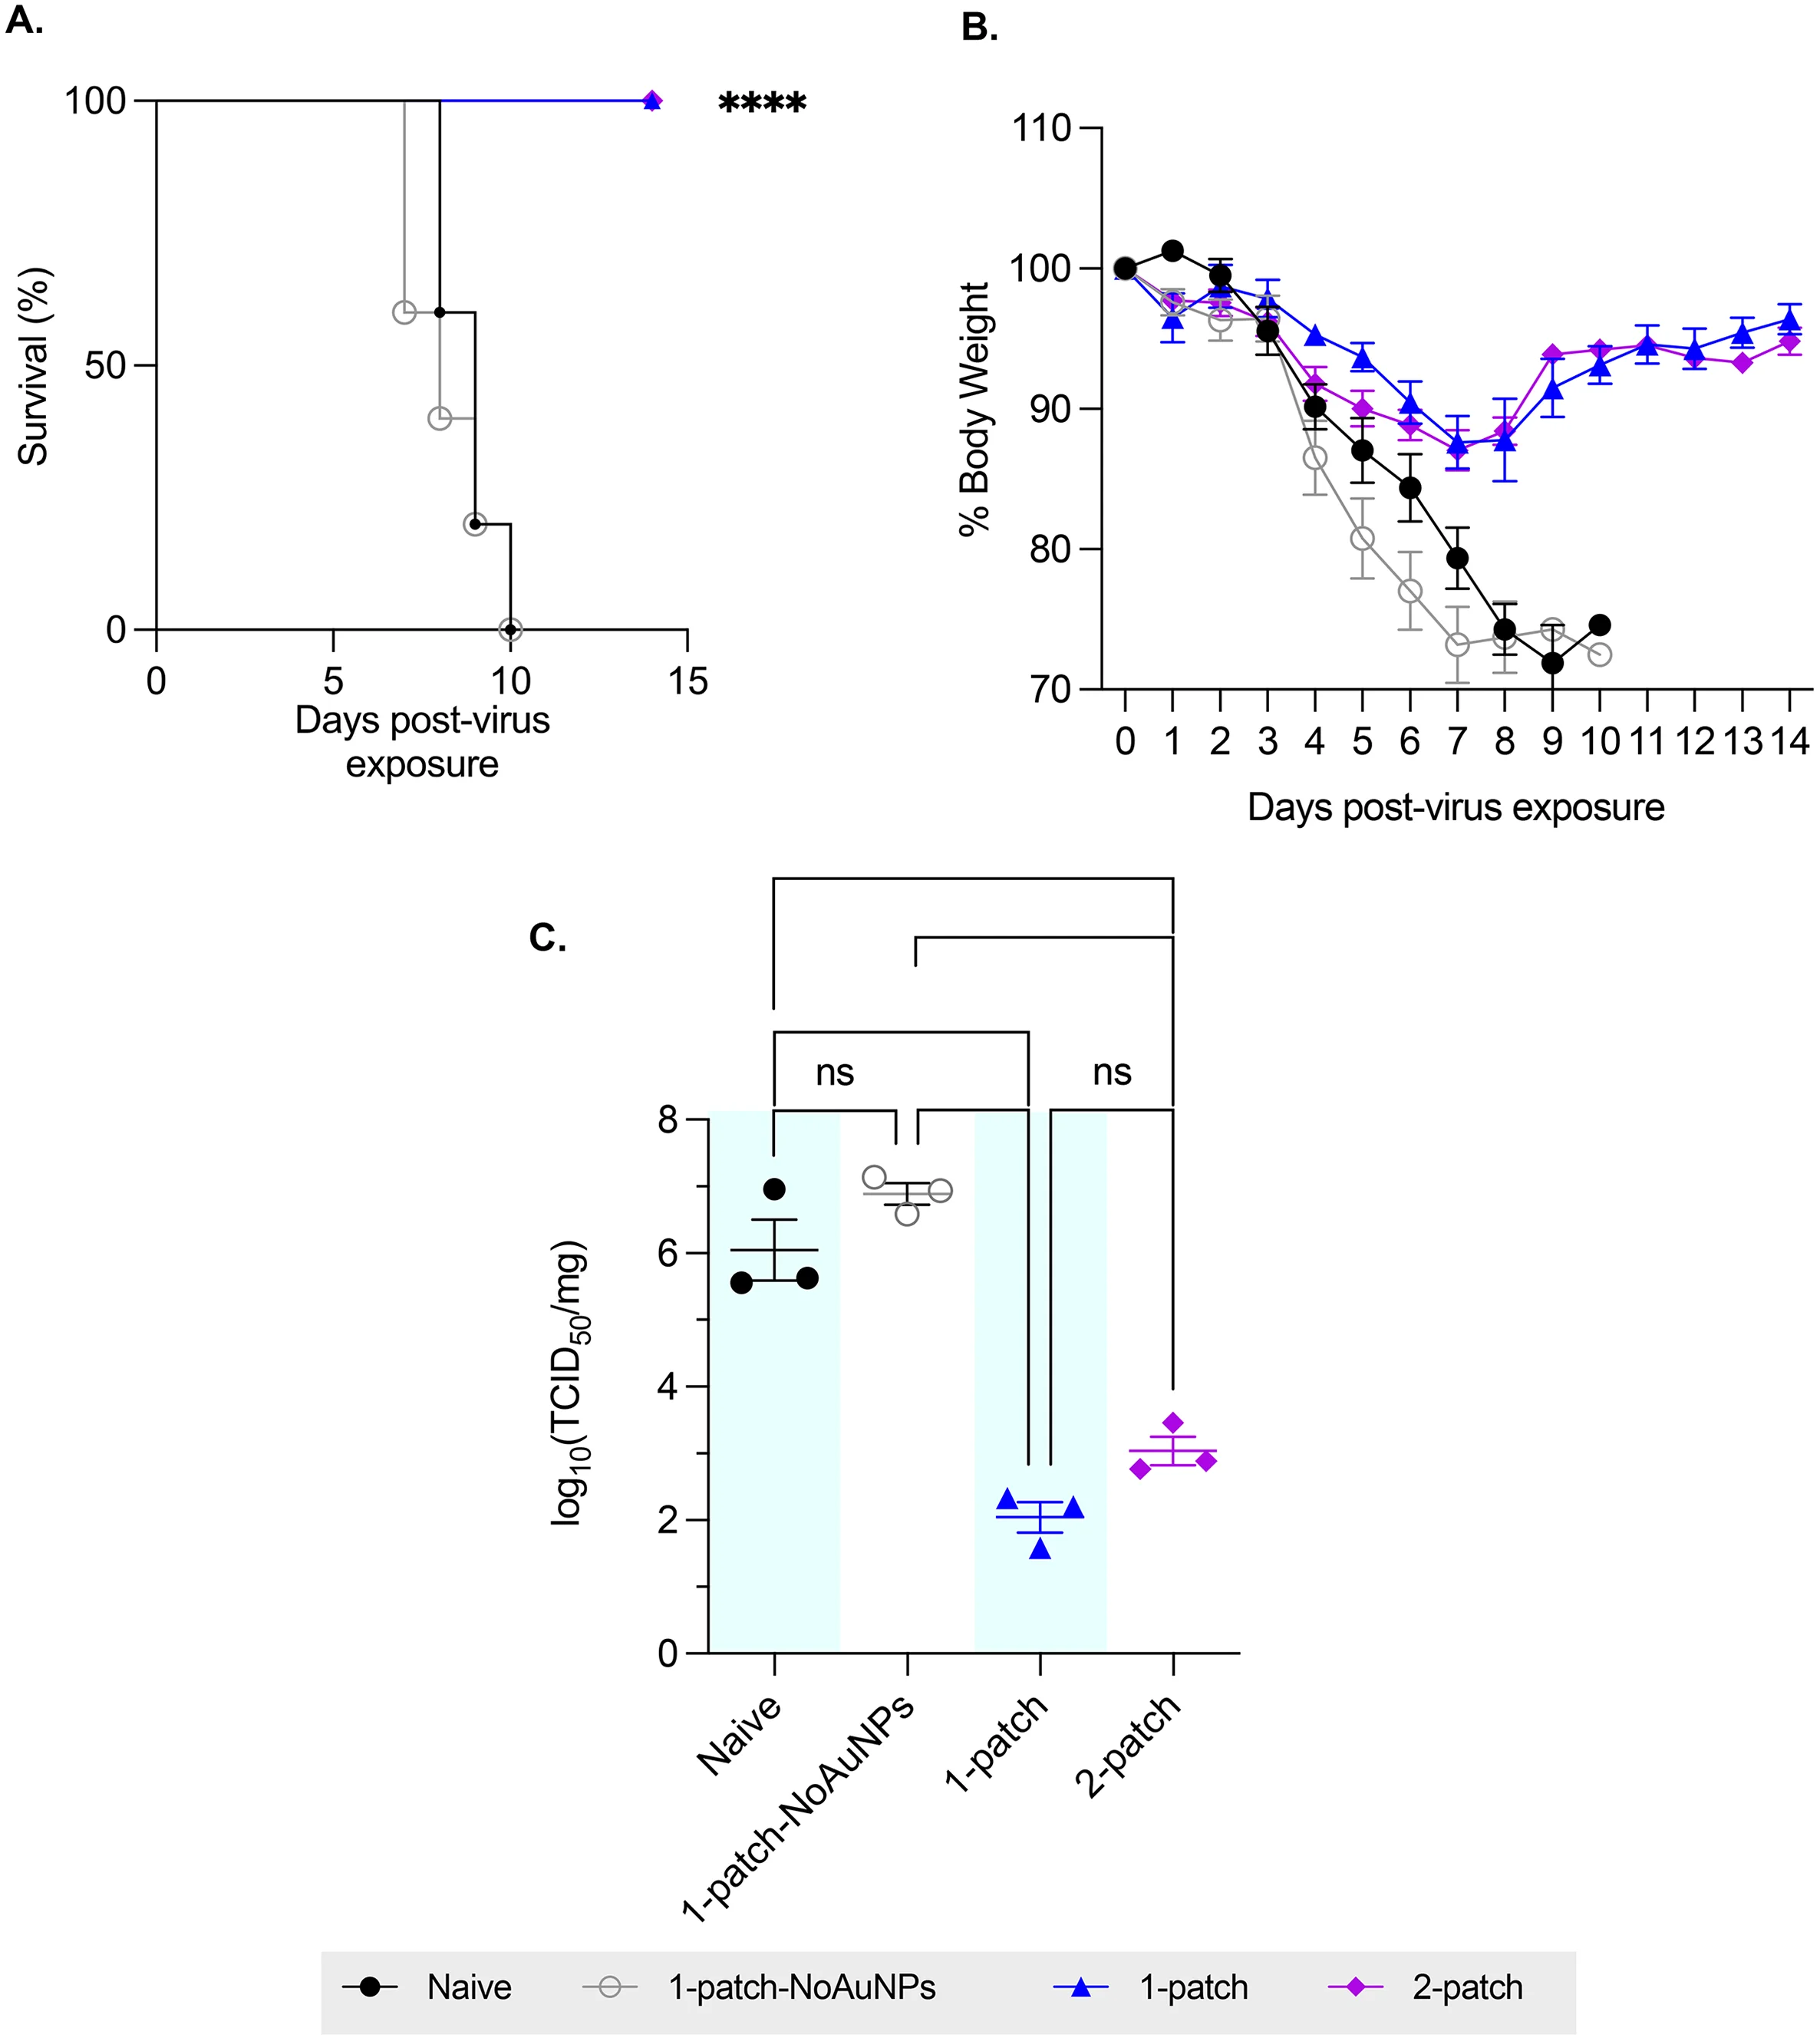 A.
100
50
0
Survival (%)
****
0 5 10 15
Days post-virus
exposure
B.
110
100
90
80
70
% Body Weight
0 1 2 3 4 5 6 7 8 9 10 11 12 13 14
Days post-virus exposure
C.
ns ns
8
6
4
2
0
log10(TCID50/mg)
Naive
1-patch-NoAuNPs
1-patch
2-patch
Naive 1-patch-NoAuNPs 1-patch 2-patch